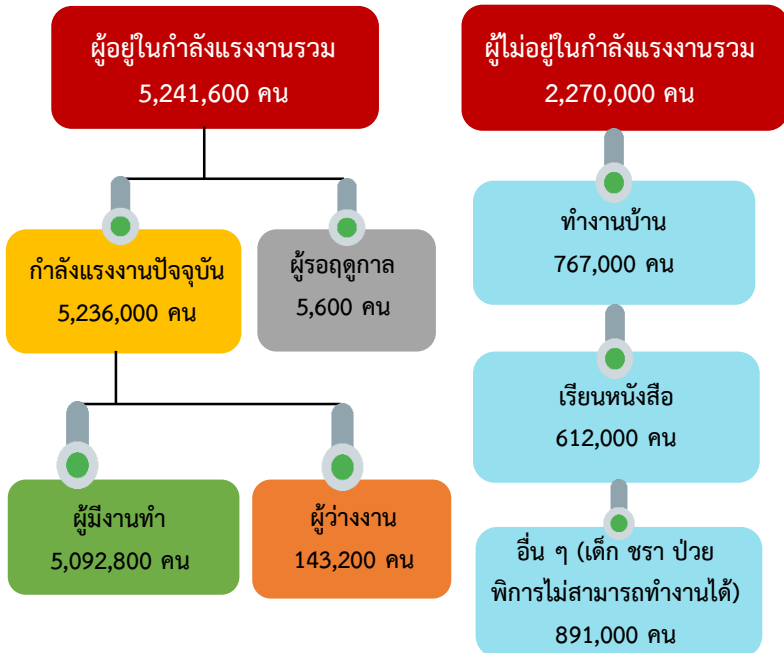 ผู้อยู่ในกำลังแรงงานรวม
5,241,600 คน
ผู้ไม่อยู่ในกำลังแรงงานรวม
2,270,000 คน
กำลังแรงงานปัจจุบัน
5,236,000 คน
ผู้รอฤดูกาล
5,600 คน
ทำงานบ้าน
767,000 คน
เรียนหนังสือ
612,000 คน
ผู้มีงานทำ
5,092,800 คน
ผู้ว่างงาน
143,200 คน
อื่น ๆ (เด็ก ชรา ป่วย
พิการไม่สามารถทำงานได้)
891,000 คน